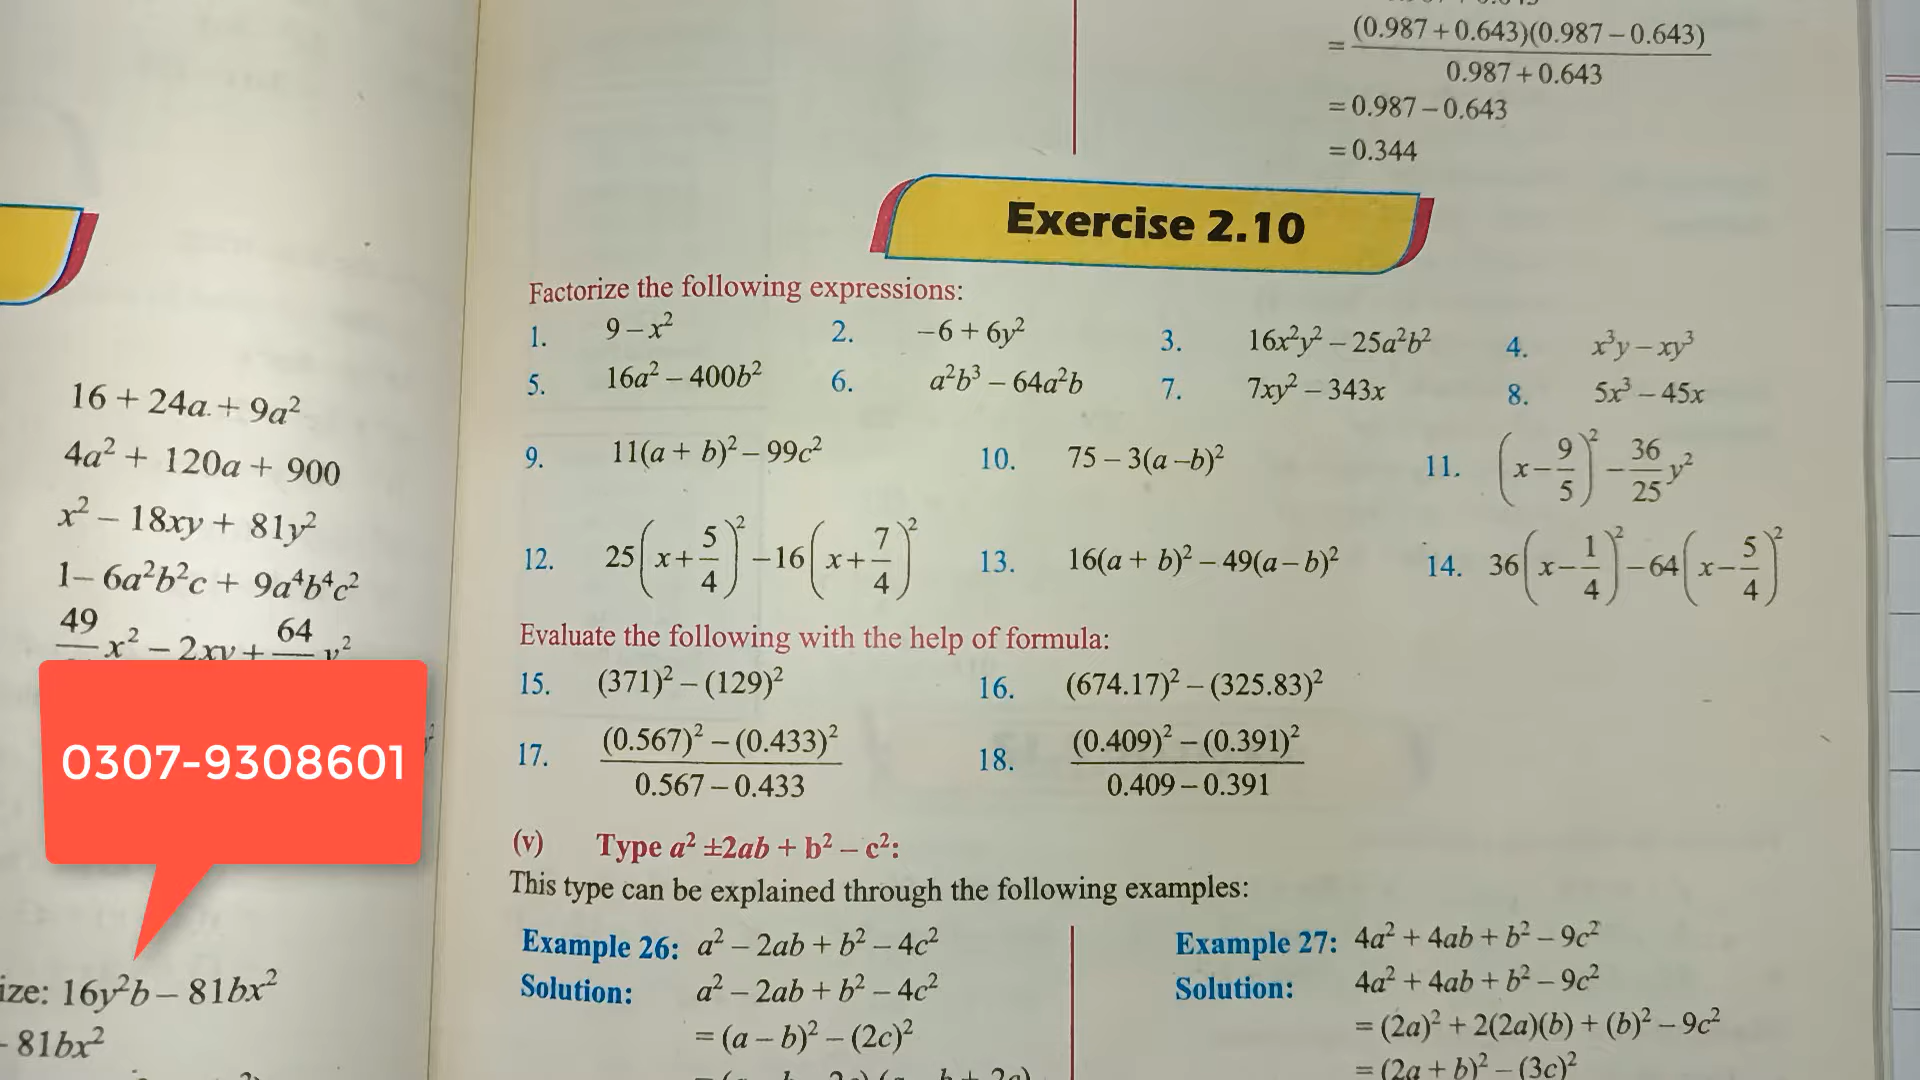 = (0.987 + 0.643)(0.987 – 0.643) / 0.987 + 0.643
= 0.987 – 0.643
= 0.344
Exercise 2.10
Factorize the following expressions:
1. 9 – x² 2. –6 + 6y² 3. 16x²y² – 25a²b² 4. x³y – xy³
5. 16a² – 400b² 6. a²b³ – 64a²b 7. 7xy² – 343x 8. 5x³ – 45x
9. 11(a + b)² – 99c² 10. 75 – 3(a –b)² 11. (x – 9/5)² – 36/25 y²
12. 25(x + 5/4)² – 16(x + 7/4)² 13. 16(a + b)² – 49(a – b)² 14. 36(x – 1/4)² – 64(x – 5/4)²
Evaluate the following with the help of formula:
15. (371)² – (129)² 16. (674.17)² – (325.83)²
17. (0.567)² – (0.433)² / 0.567 – 0.433 18. (0.409)² – (0.391)² / 0.409 – 0.391
(v) Type a² ±2ab + b² – c²:
This type can be explained through the following examples:
Example 26: a² – 2ab + b² – 4c²
Solution: a² – 2ab + b² – 4c²
= (a – b)² – (2c)²
Example 27: 4a² + 4ab + b² – 9c²
Solution: 4a² + 4ab + b² – 9c²
= (2a)² + 2(2a)(b) + (b)² – 9c²
= (2a + b)² – (3c)²
16 + 24a + 9a²
4a² + 120a + 900
x² – 18xy + 81y²
1– 6a²b²c + 9a⁴b⁴c²
49 x² – 2xy + 64 y²
0307-9308601
ize: 16y²b – 81bx²
– 81bx²